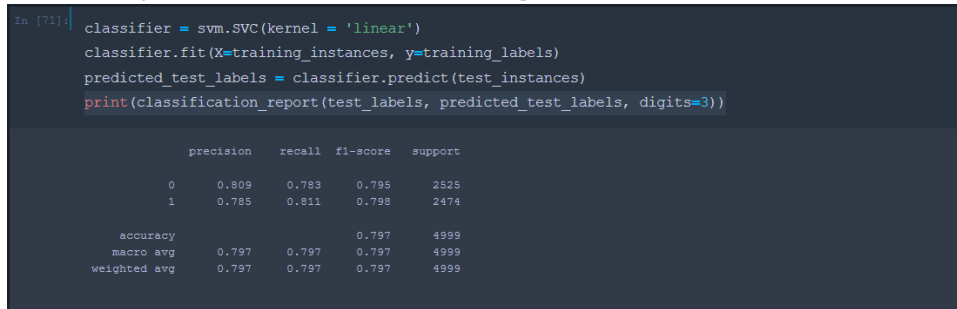 In [71]:
classifier = svm.SVC(kernel = 'linear')
classifier.fit(X=training_instances, y=training_labels)
predicted_test_labels = classifier.predict(test_instances)
print(classification_report(test_labels, predicted_test_labels, digits=3))
precision recall f1-score support
0 0.809 0.783 0.795 2525
1 0.785 0.811 0.798 2474
accuracy 0.797 4999
macro avg 0.797 0.797 0.797 4999
weighted avg 0.797 0.797 0.797 4999